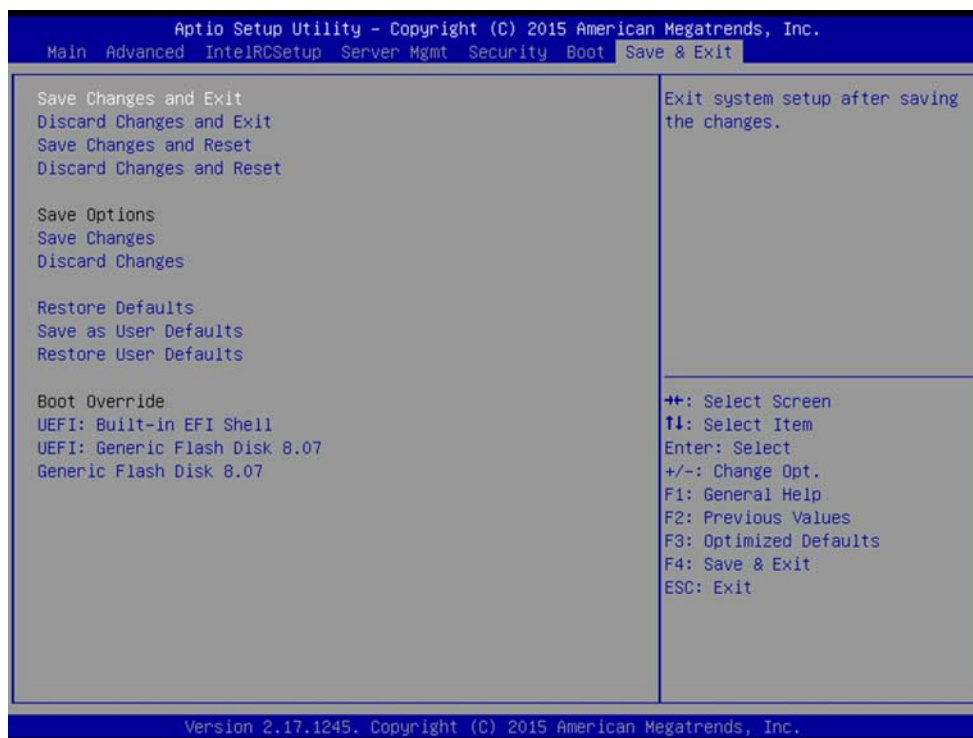 Aptio Setup Utility – Copyright (C) 2015 American Megatrends, Inc.
Main Advanced IntelRCSetup Server Mgmt Security Boot Save & Exit
Save Changes and Exit
Discard Changes and Exit
Save Changes and Reset
Discard Changes and Reset
Save Options
Save Changes
Discard Changes
Restore Defaults
Save as User Defaults
Restore User Defaults
Boot Override
UEFI: Built-in EFI Shell
UEFI: Generic Flash Disk 8.07
Generic Flash Disk 8.07
Exit system setup after saving
the changes.
→←: Select Screen
↑↓: Select Item
Enter: Select
+/-: Change Opt.
F1: General Help
F2: Previous Values
F3: Optimized Defaults
F4: Save & Exit
ESC: Exit
Version 2.17.1245. Copyright (C) 2015 American Megatrends, Inc.